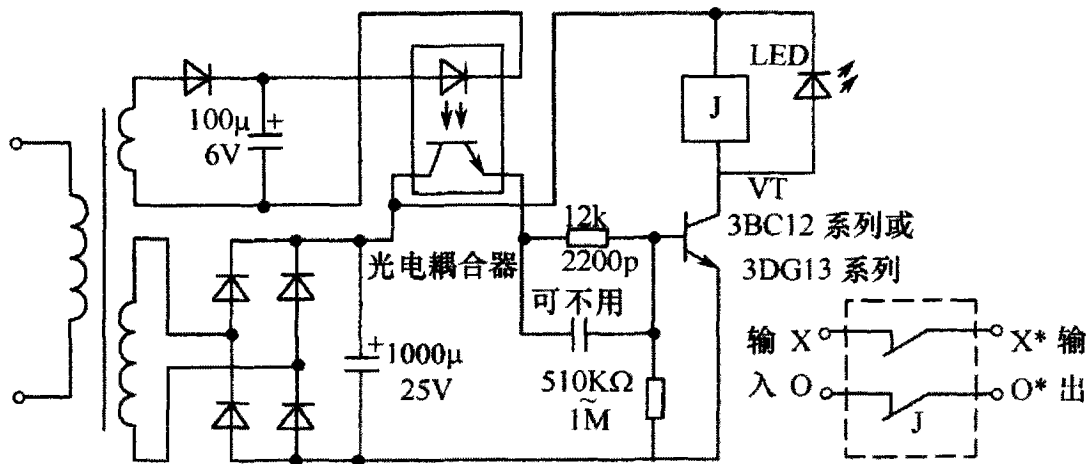 LED
J
100μ
6V
+
VT
3BC12 系列或
3DG13 系列
12k
2200p
光电耦合器
可不用
+
1000μ
25V
510KΩ
~
1M
输 X
X* 输
入 O
O* 出
J